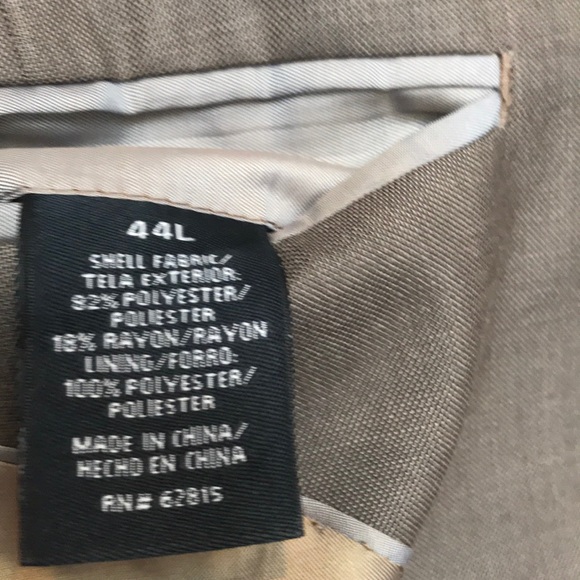 44L
SHELL FABRIC/
TELA EXTERIOR:
82% POLYESTER/
POLIESTER
18% RAYON/RAYON
LINING/FORRO:
100% POLYESTER/
POLIESTER
MADE IN CHINA/
HECHO EN CHINA
RN# 62815